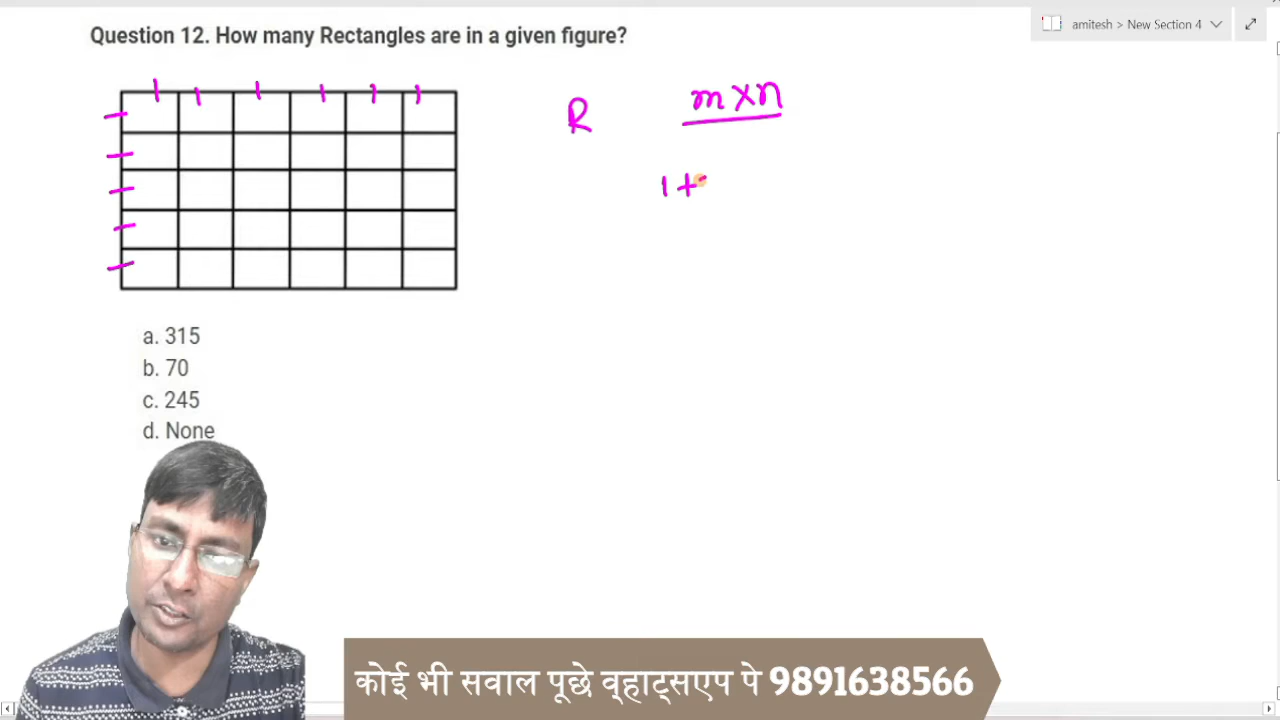 Question 12. How many Rectangles are in a given figure?
amitesh > New Section 4
R
m×n
1+
a. 315
b. 70
c. 245
d. None
कोई भी सवाल पूछे व्हाट्सएप पे 9891638566